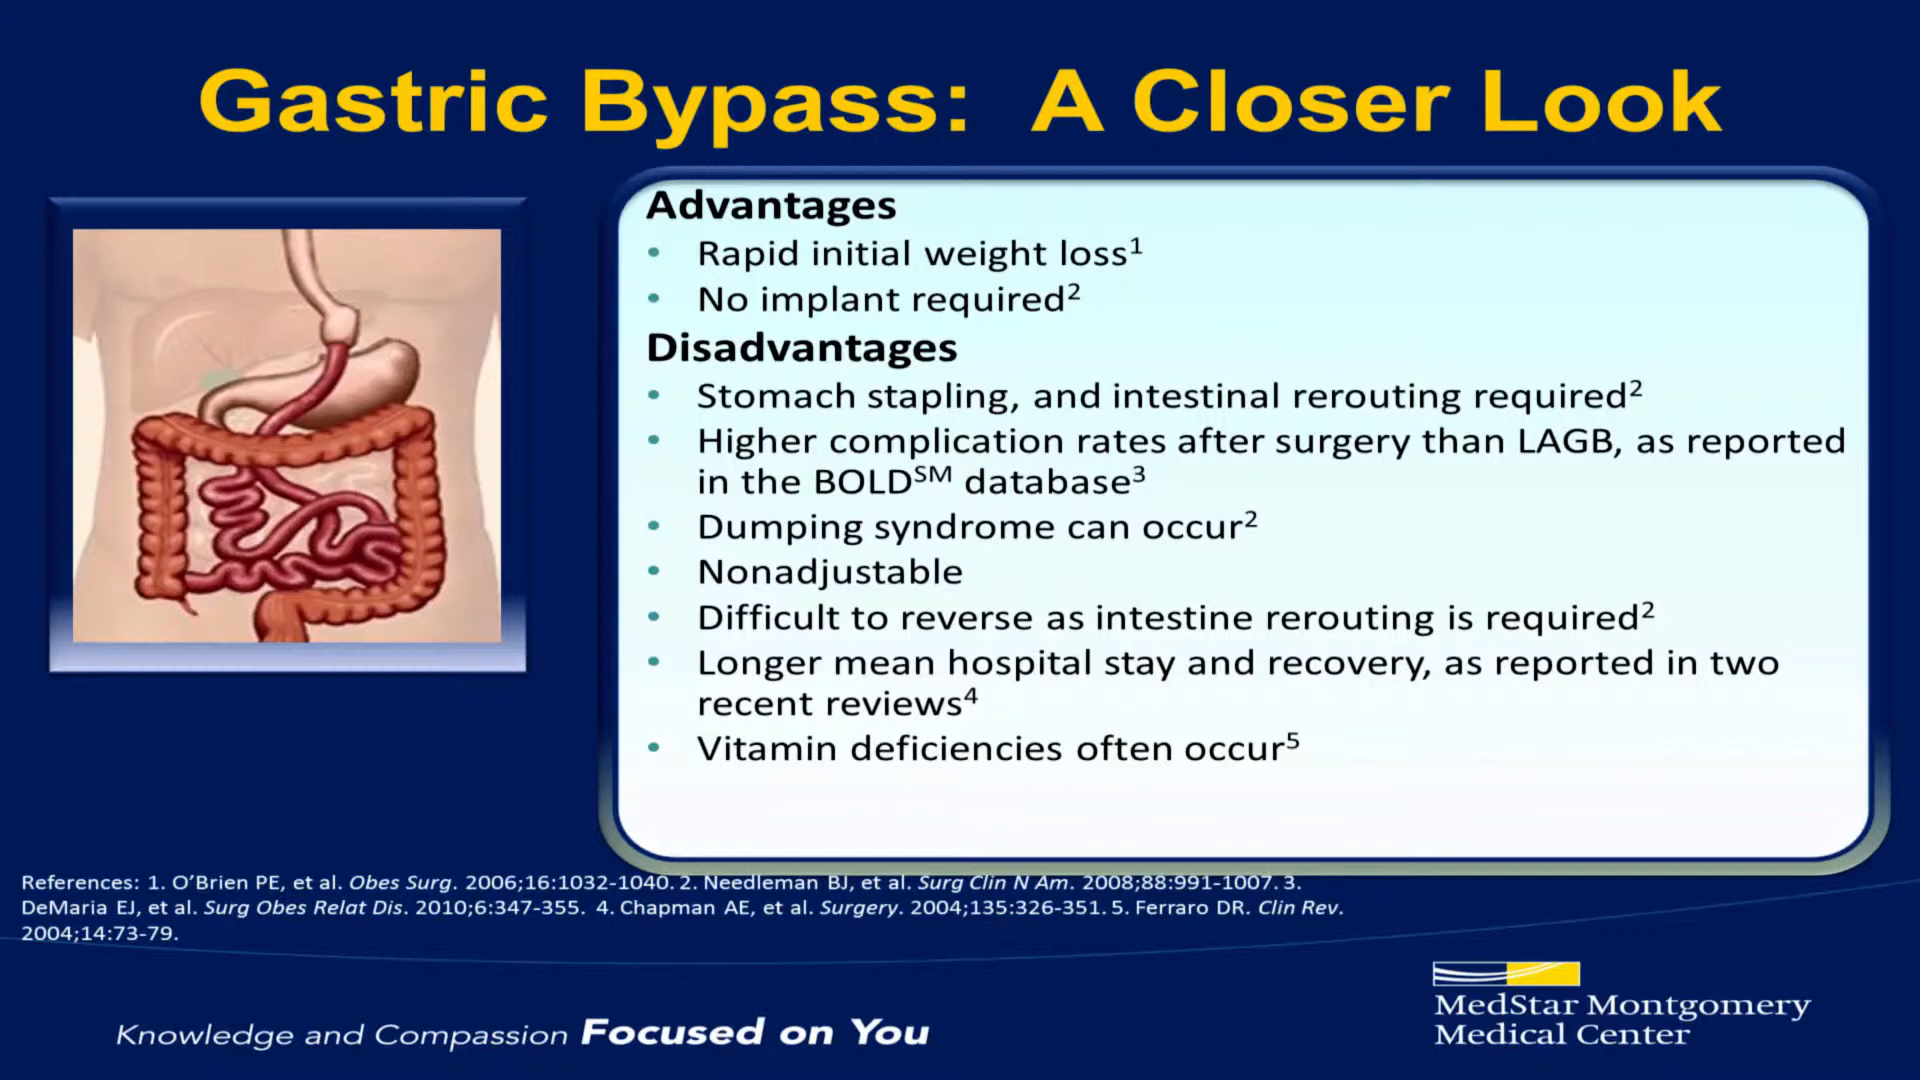 Gastric Bypass: A Closer Look
Advantages
• Rapid initial weight loss¹
• No implant required²
Disadvantages
• Stomach stapling, and intestinal rerouting required²
• Higher complication rates after surgery than LAGB, as reported
in the BOLD℠ database³
• Dumping syndrome can occur²
• Nonadjustable
• Difficult to reverse as intestine rerouting is required²
• Longer mean hospital stay and recovery, as reported in two
recent reviews⁴
• Vitamin deficiencies often occur⁵
References: 1. O’Brien PE, et al. Obes Surg. 2006;16:1032-1040. 2. Needleman BJ, et al. Surg Clin N Am. 2008;88:991-1007. 3.
DeMaria EJ, et al. Surg Obes Relat Dis. 2010;6:347-355. 4. Chapman AE, et al. Surgery. 2004;135:326-351. 5. Ferraro DR. Clin Rev.
2004;14:73-79.
Knowledge and Compassion Focused on You
MedStar Montgomery
Medical Center